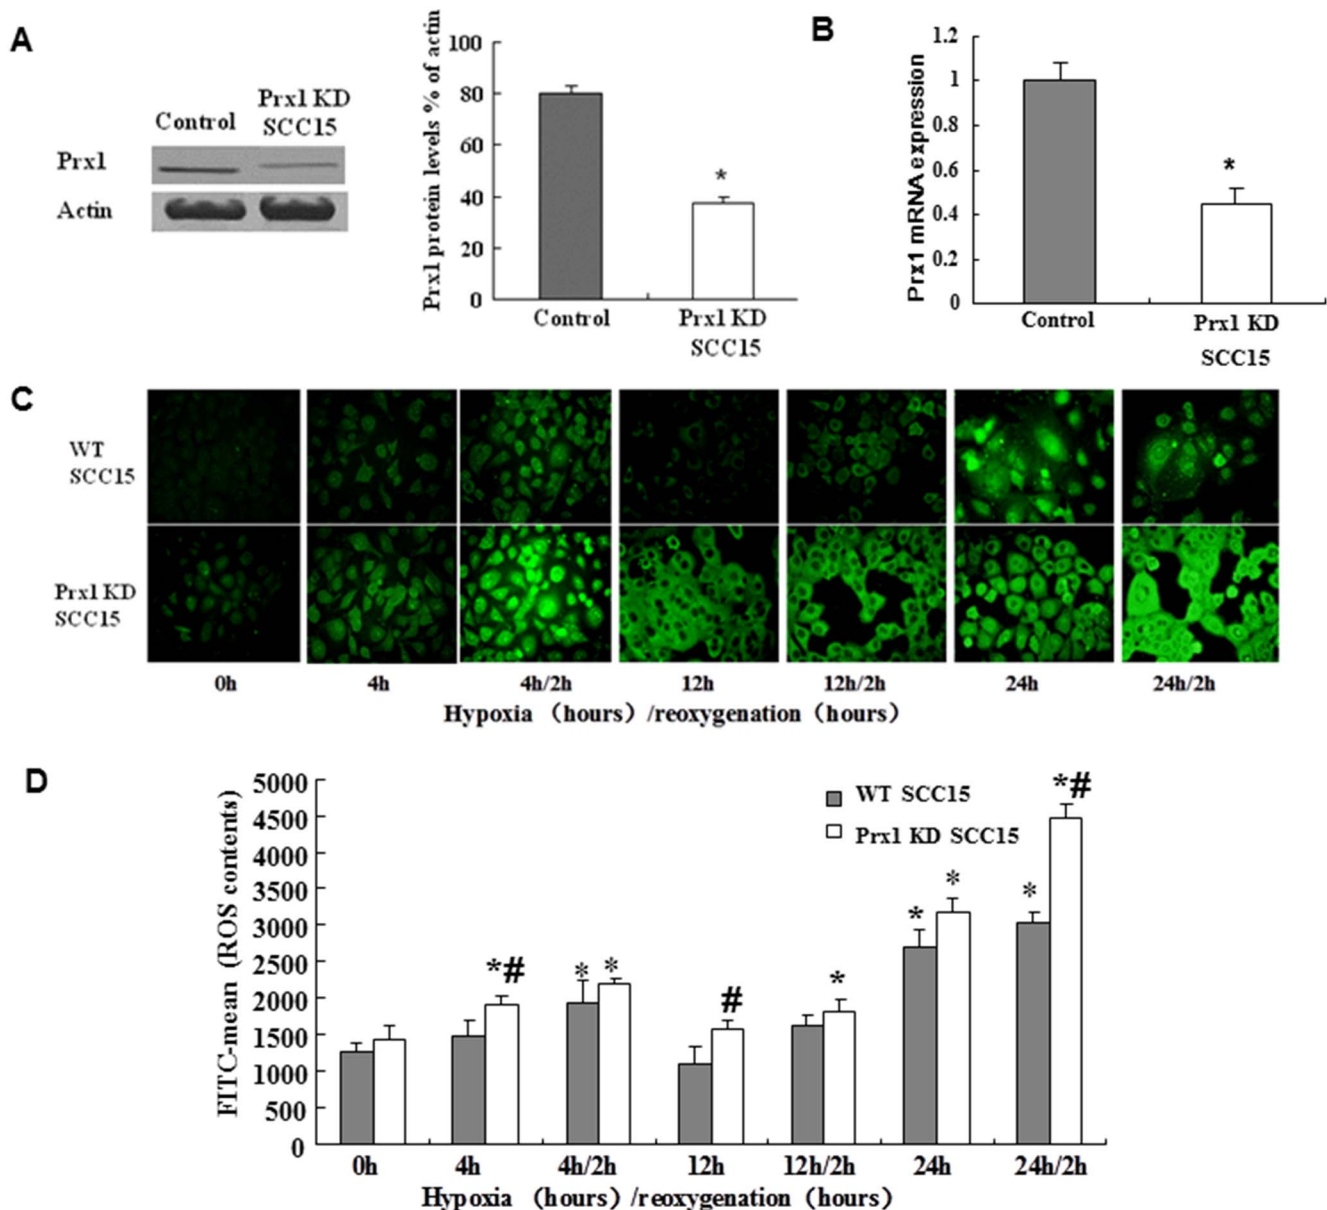 A
Control
Prx1 KD
SCC15
Prx1
Actin
Prx1 protein levels % of actin
100
80
60
40
20
0
*
Control
Prx1 KD
SCC15
B
Prx1 mRNA expression
1.2
1
0.8
0.6
0.4
0.2
0
*
Control
Prx1 KD
SCC15
C
WT
SCC15
Prx1 KD
SCC15
0h 4h 4h/2h 12h 12h/2h 24h 24h/2h
Hypoxia （hours）/reoxygenation（hours）
D
FITC-mean (ROS contents)
5000
4500
4000
3500
3000
2500
2000
1500
1000
500
0
WT SCC15
Prx1 KD SCC15
*# * * # * * * * *#
0h 4h 4h/2h 12h 12h/2h 24h 24h/2h
Hypoxia （hours）/reoxygenation（hours）